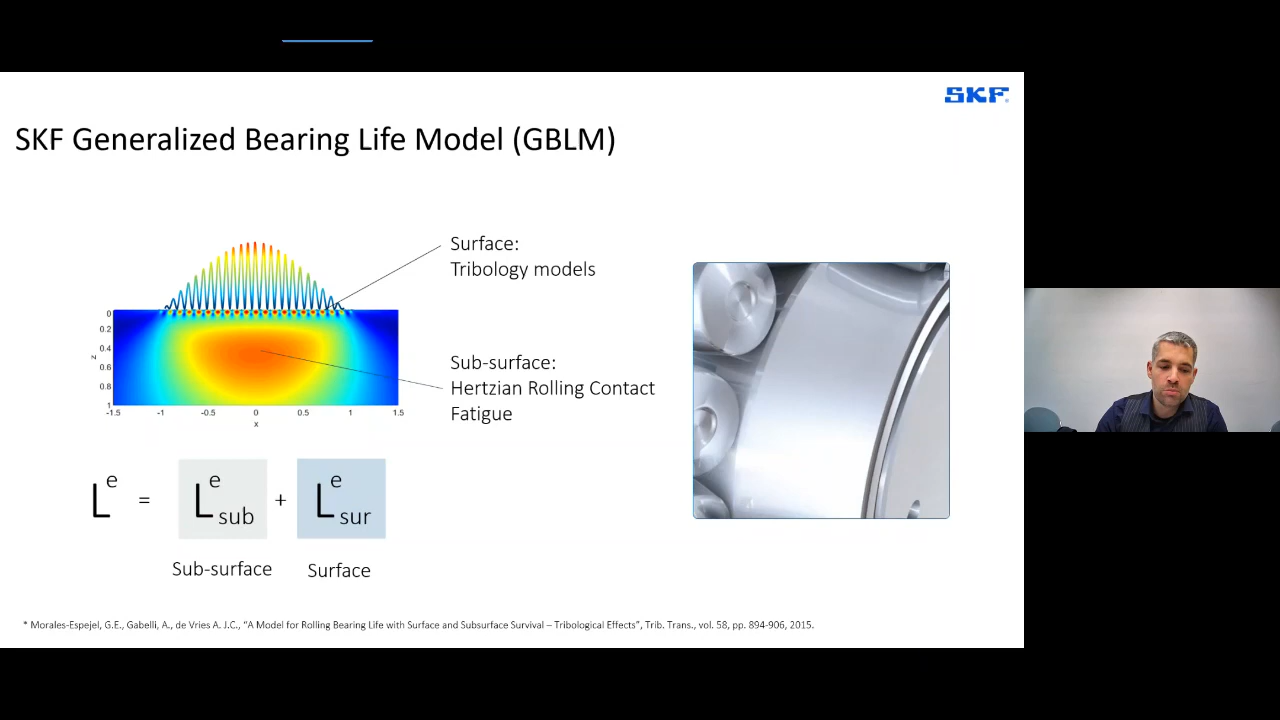 SKF
SKF Generalized Bearing Life Model (GBLM)
Surface:
Tribology models
Sub-surface:
Hertzian Rolling Contact
Fatigue
0
0.2
0.4
0.6
0.8
1
z
-1.5 -1 -0.5 0 0.5 1 1.5
x
L^e = L^e_sub + L^e_sur
Sub-surface Surface
* Morales-Espejel, G.E., Gabelli, A., de Vries A. J.C., “A Model for Rolling Bearing Life with Surface and Subsurface Survival – Tribological Effects”, Trib. Trans., vol. 58, pp. 894-906, 2015.